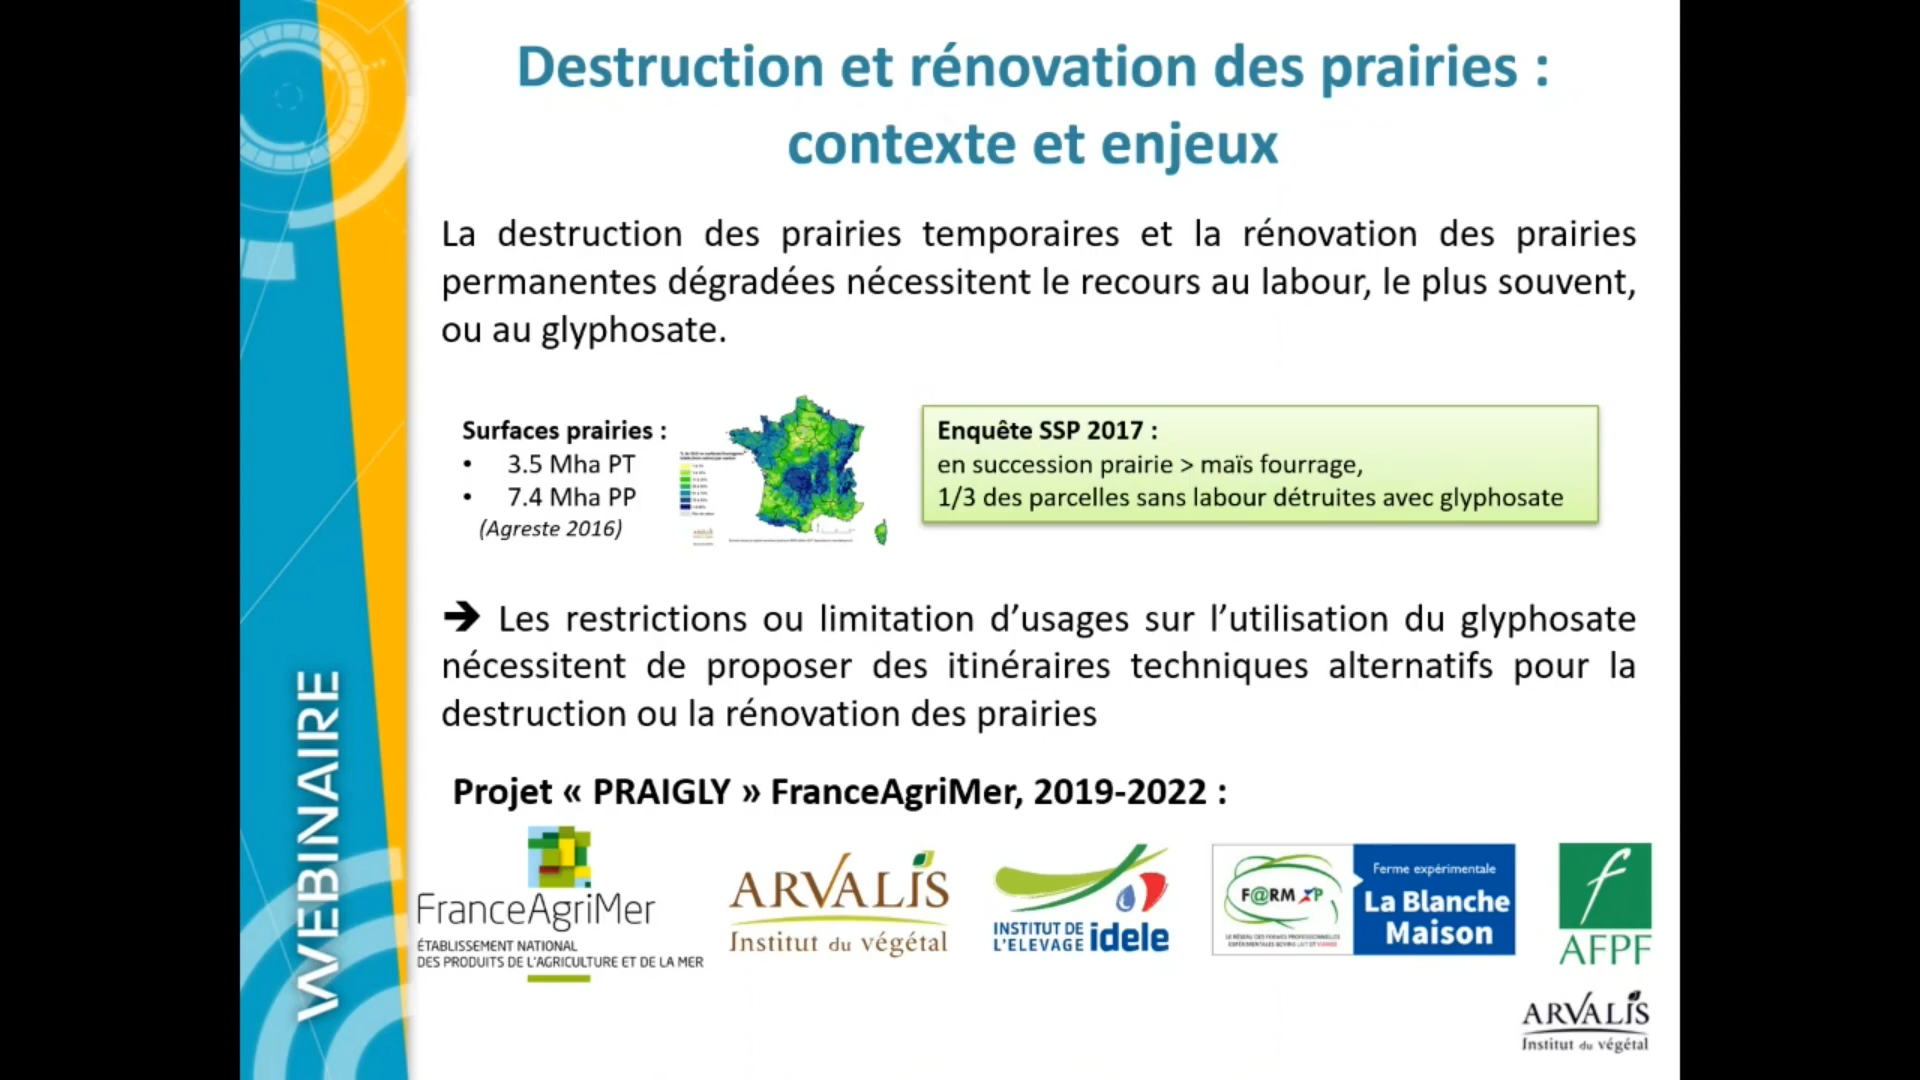 Destruction et rénovation des prairies :
contexte et enjeux
La destruction des prairies temporaires et la rénovation des prairies
permanentes dégradées nécessitent le recours au labour, le plus souvent,
ou au glyphosate.
Surfaces prairies :
• 3.5 Mha PT
• 7.4 Mha PP
(Agreste 2016)
Enquête SSP 2017 :
en succession prairie > maïs fourrage,
1/3 des parcelles sans labour détruites avec glyphosate
➔ Les restrictions ou limitation d’usages sur l’utilisation du glyphosate
nécessitent de proposer des itinéraires techniques alternatifs pour la
destruction ou la rénovation des prairies
Projet « PRAIGLY » FranceAgriMer, 2019-2022 :
FranceAgriMer
ÉTABLISSEMENT NATIONAL
DES PRODUITS DE L'AGRICULTURE ET DE LA MER
ARVALIS
Institut du végétal
INSTITUT DE
L'ELEVAGE idele
F@RM XP
Ferme expérimentale
La Blanche
Maison
AFPF
ARVALIS
Institut du végétal
WEBINAIRE